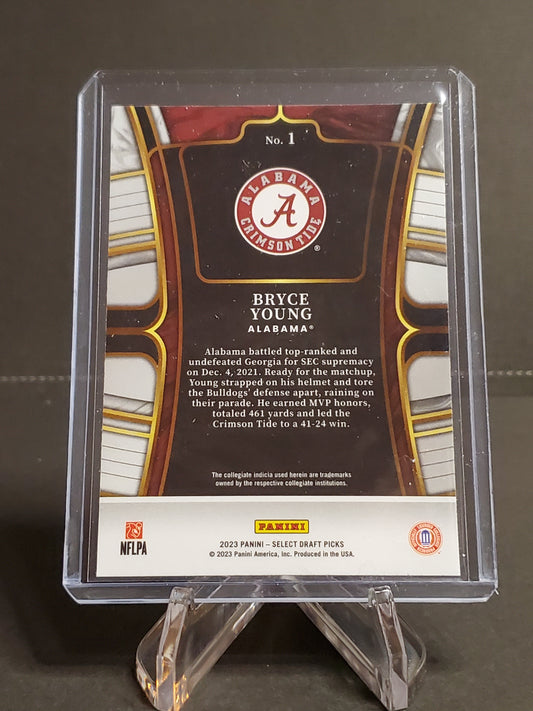 No. 1
ALABAMA
A
CRIMSON TIDE
®
BRYCE
YOUNG
ALABAMA®
Alabama battled top-ranked and
undefeated Georgia for SEC supremacy
on Dec. 4, 2021. Ready for the matchup,
Young strapped on his helmet and tore
the Bulldogs' defense apart, raining on
their parade. He earned MVP honors,
totaled 461 yards and led the
Crimson Tide to a 41-24 win.
The collegiate indicia used herein are trademarks
owned by the respective collegiate institutions.
PANINI
NFLPA
2023 PANINI – SELECT DRAFT PICKS
© 2023 Panini America, Inc. Produced in the USA.